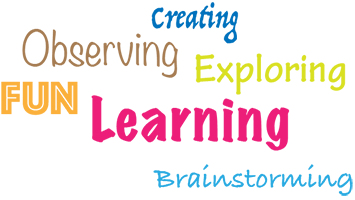 Creating
Observing
Exploring
FUN
Learning
Brainstorming